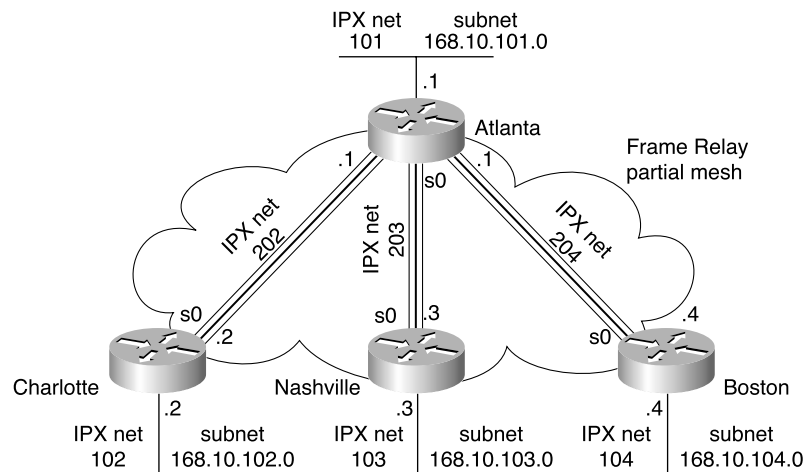 IPX net
101
subnet
168.10.101.0
.1
Atlanta
Frame Relay
partial mesh
.1
.1
s0
IPX net
202
IPX net
203
IPX net
204
s0
.2
s0
.3
s0
.4
Charlotte
Nashville
Boston
.2
.3
.4
IPX net
102
subnet
168.10.102.0
IPX net
103
subnet
168.10.103.0
IPX net
104
subnet
168.10.104.0